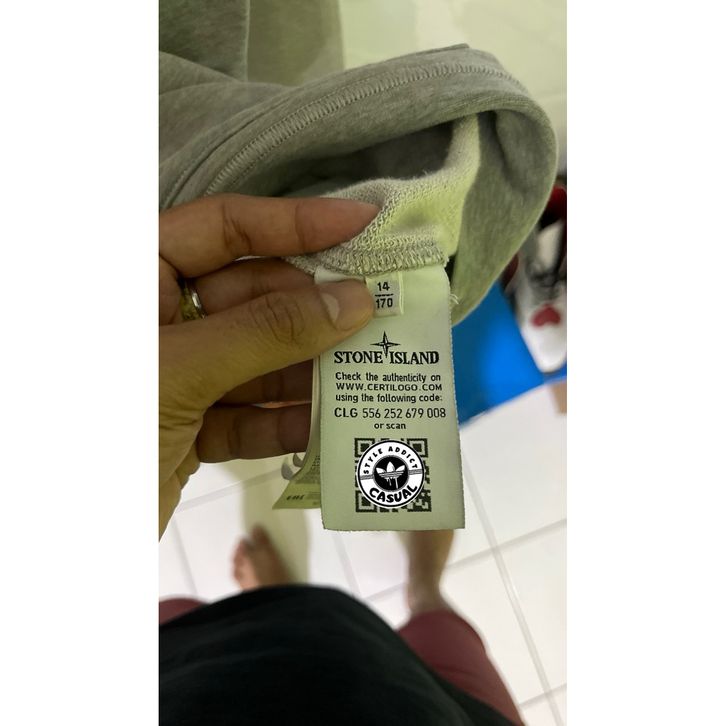 14
170
STONE ISLAND
Check the authenticity on
WWW.CERTILOGO.COM
using the following code:
CLG 556 252 679 008
or scan
STYLE ADDICT
CASUAL